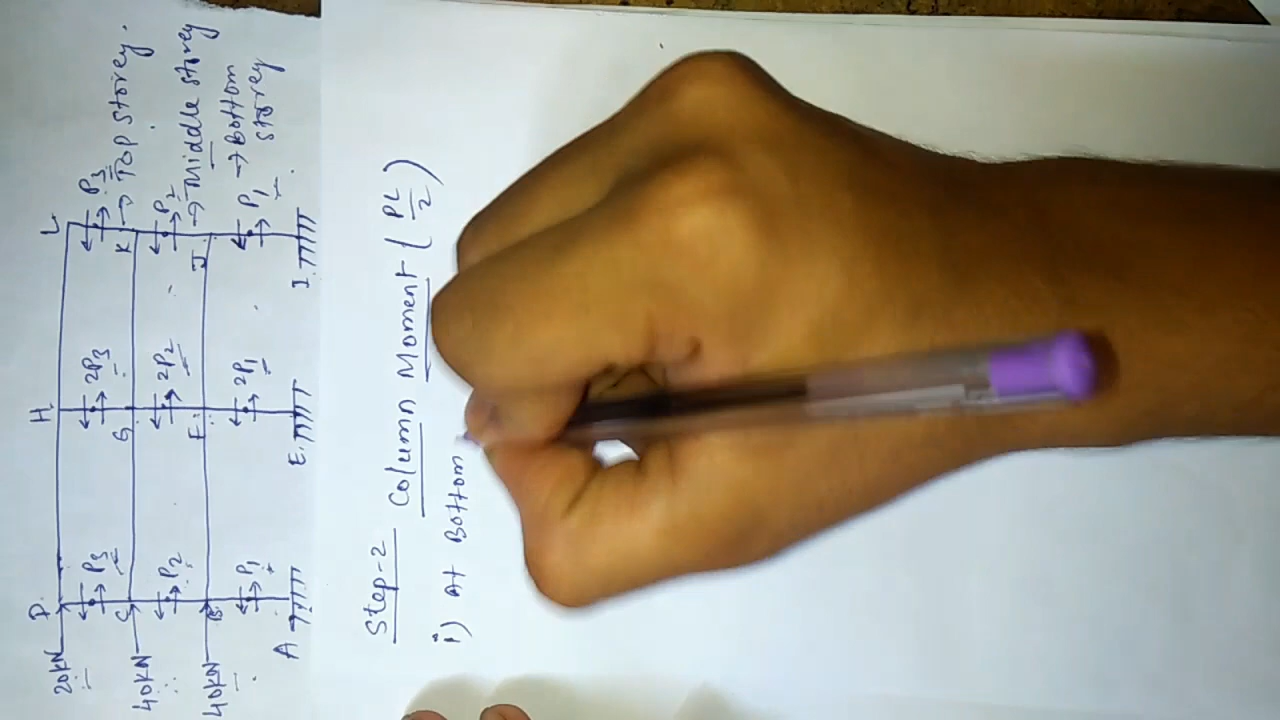 D H L
20kN P3 2P3 P3 → Top storey.
C G K
40kN P2 2P2 P2 → Middle storey
B F J
40kN P1 2P1 P1 → Bottom storey
A E I
Step-2 Column Moment (PL/2)
i) At Bottom